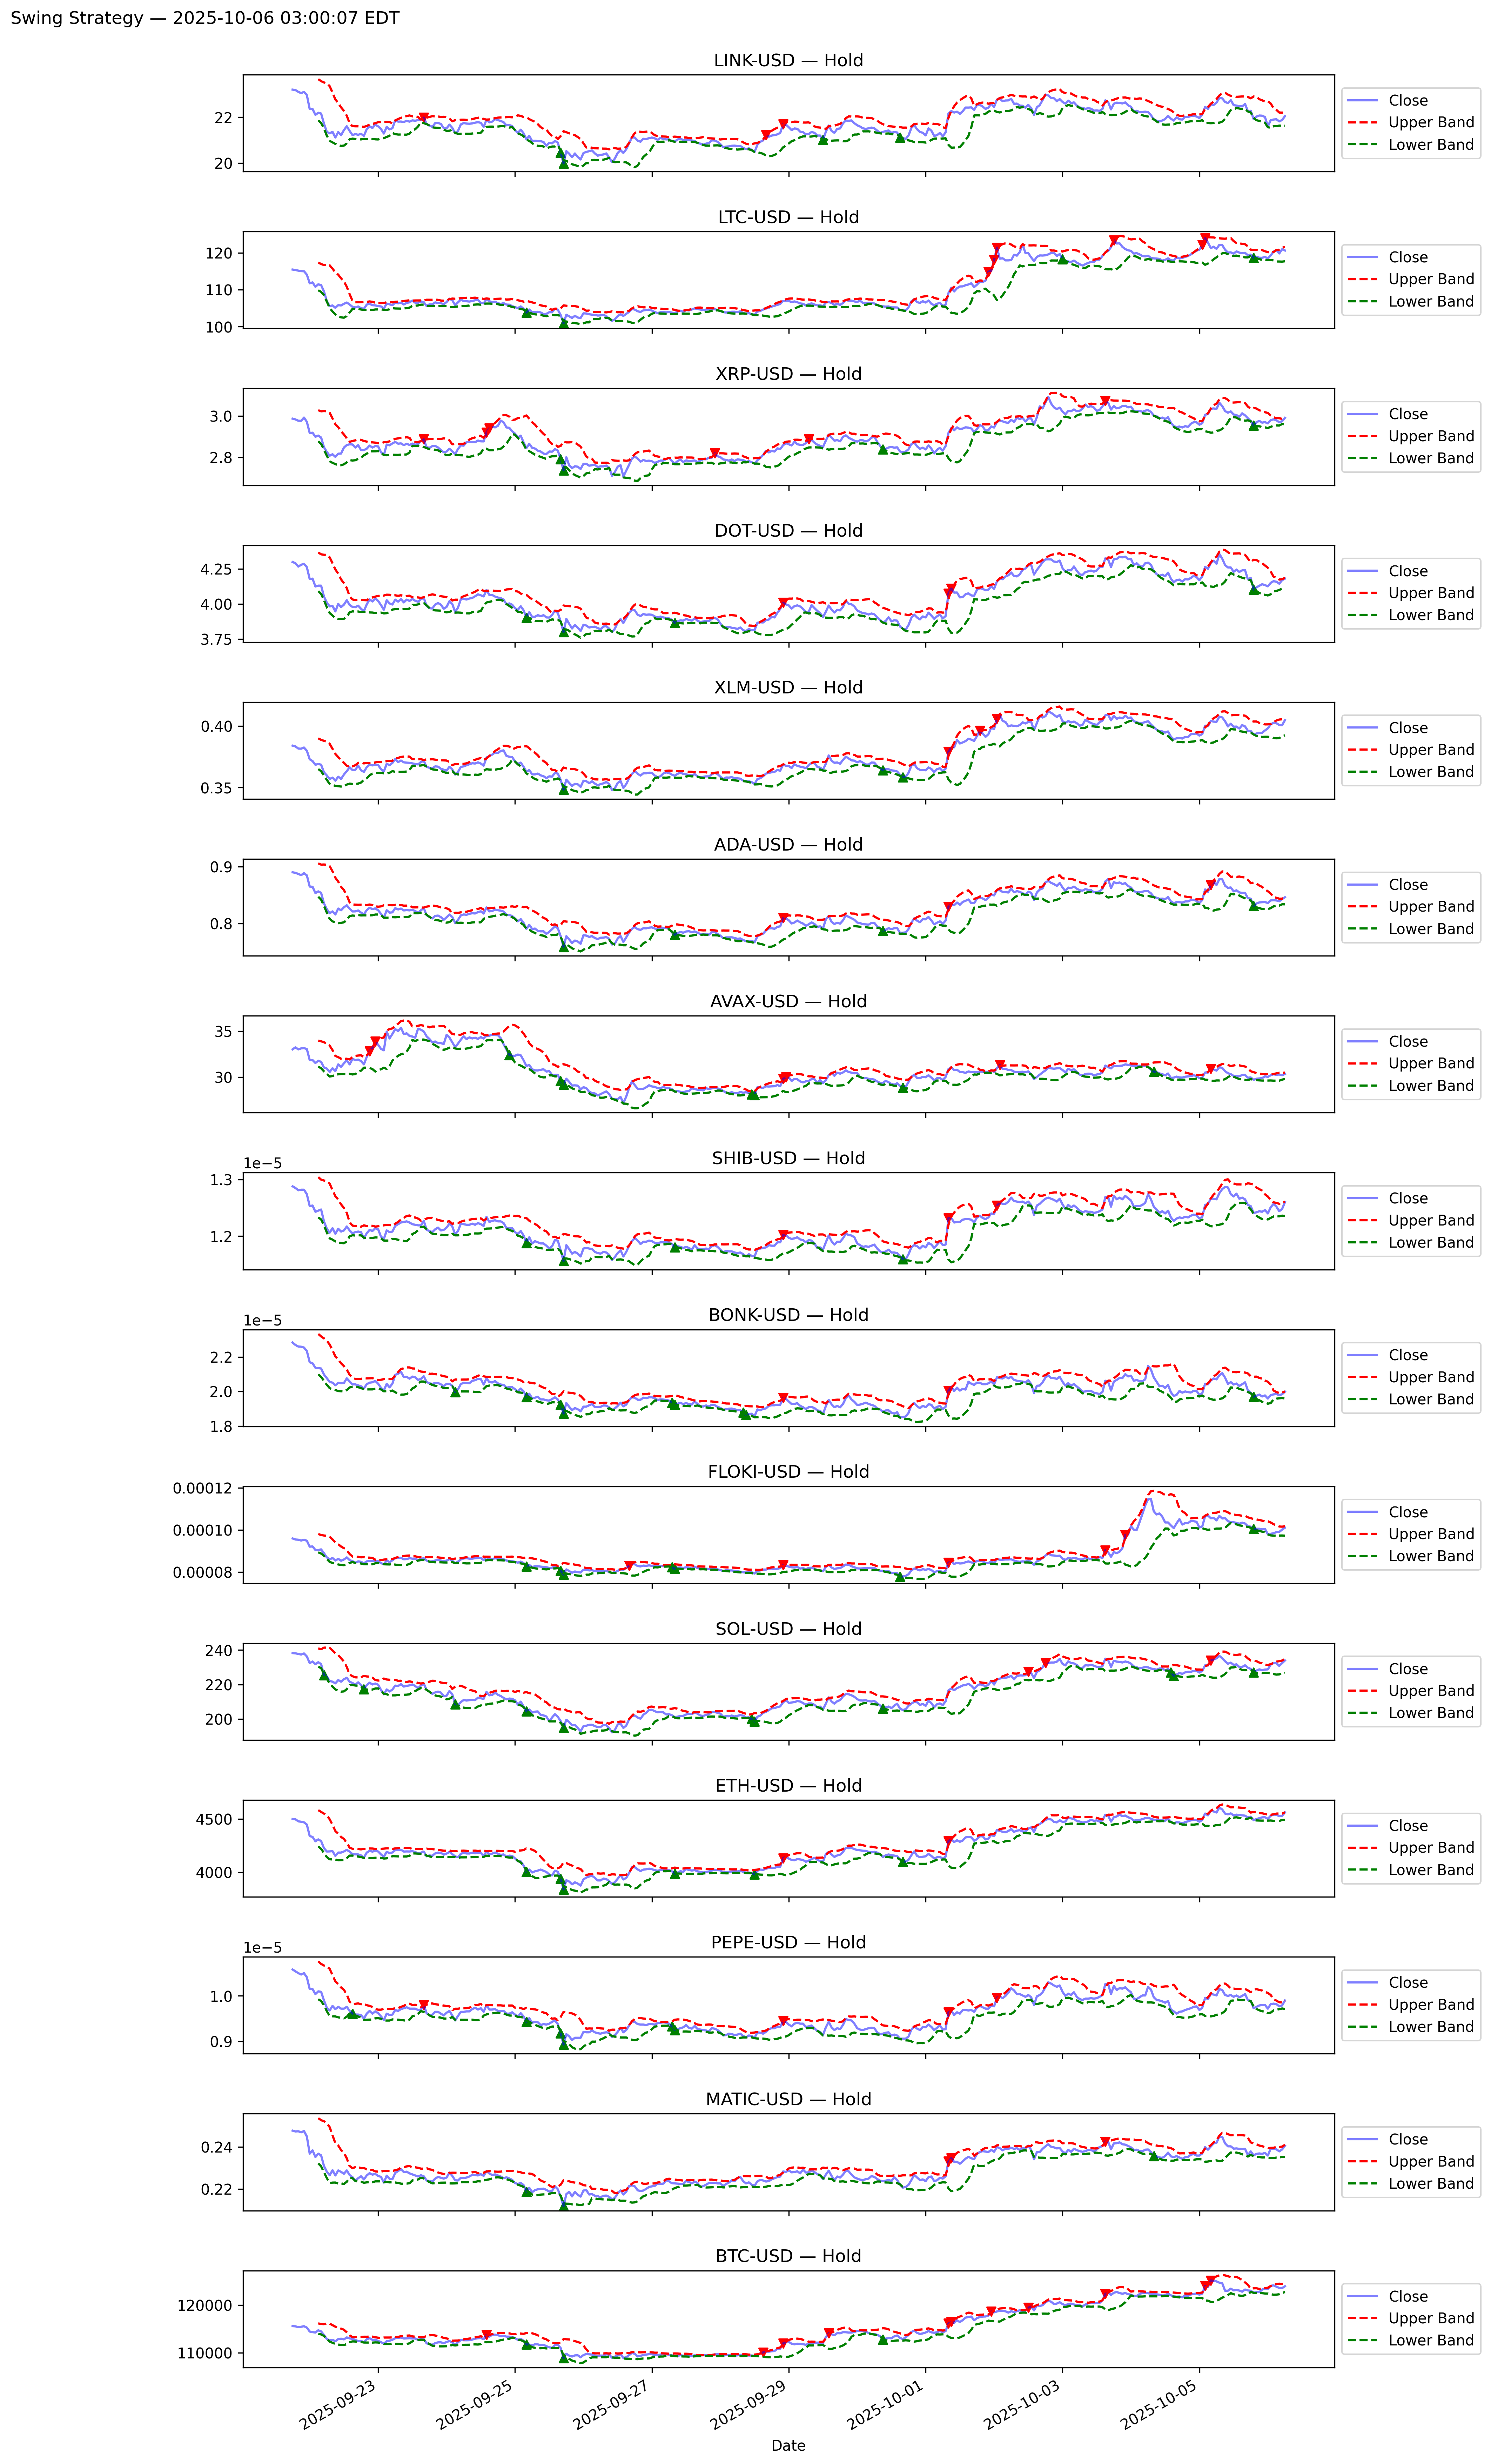 Swing Strategy — 2025-10-06 03:00:07 EDT
LINK-USD — Hold
22
20
Close
Upper Band
Lower Band
LTC-USD — Hold
120
110
100
Close
Upper Band
Lower Band
XRP-USD — Hold
3.0
2.8
Close
Upper Band
Lower Band
DOT-USD — Hold
4.25
4.00
3.75
Close
Upper Band
Lower Band
XLM-USD — Hold
0.40
0.35
Close
Upper Band
Lower Band
ADA-USD — Hold
0.9
0.8
Close
Upper Band
Lower Band
AVAX-USD — Hold
35
30
Close
Upper Band
Lower Band
SHIB-USD — Hold
1e−5
1.3
1.2
Close
Upper Band
Lower Band
BONK-USD — Hold
1e−5
2.2
2.0
1.8
Close
Upper Band
Lower Band
FLOKI-USD — Hold
0.00012
0.00010
0.00008
Close
Upper Band
Lower Band
SOL-USD — Hold
240
220
200
Close
Upper Band
Lower Band
ETH-USD — Hold
4500
4000
Close
Upper Band
Lower Band
PEPE-USD — Hold
1e−5
1.0
0.9
Close
Upper Band
Lower Band
MATIC-USD — Hold
0.24
0.22
Close
Upper Band
Lower Band
BTC-USD — Hold
120000
110000
Close
Upper Band
Lower Band
2025-09-23
2025-09-25
2025-09-27
2025-09-29
2025-10-01
2025-10-03
2025-10-05
Date